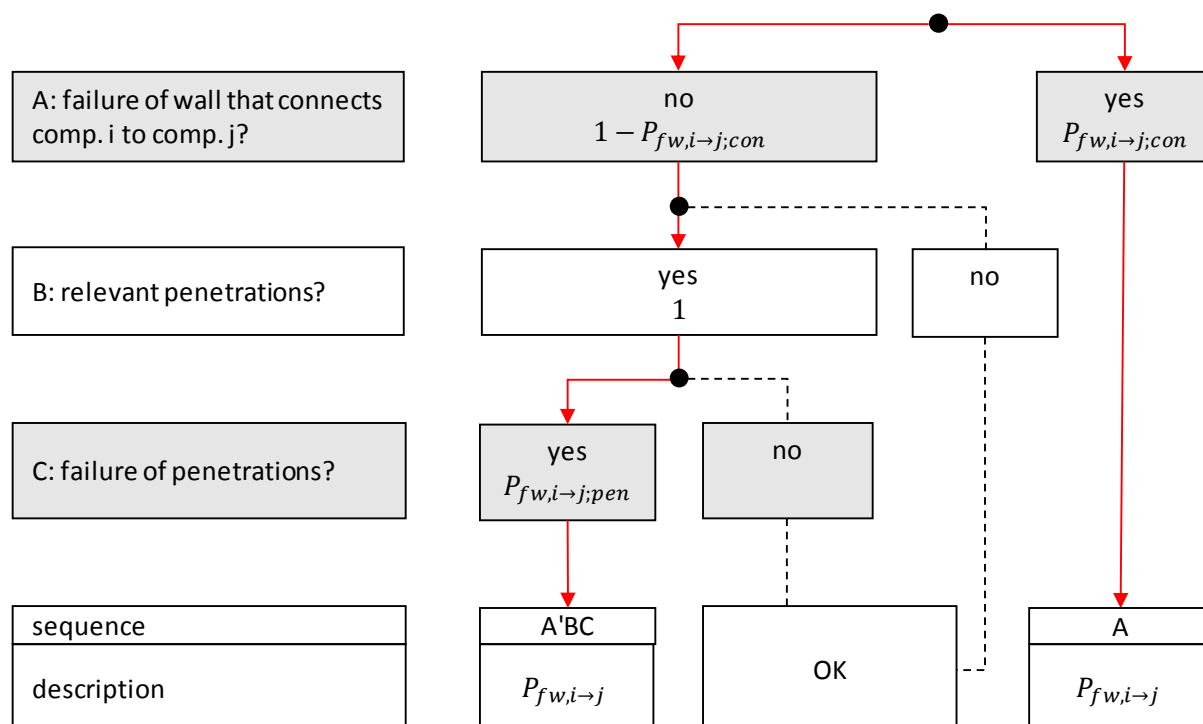 A: failure of wall that connects
comp. i to comp. j?
no
1 − P_{fw,i→j;con}
yes
P_{fw,i→j;con}
B: relevant penetrations?
yes
1
no
C: failure of penetrations?
yes
P_{fw,i→j;pen}
no
sequence
A'BC
A
description
P_{fw,i→j}
OK
P_{fw,i→j}